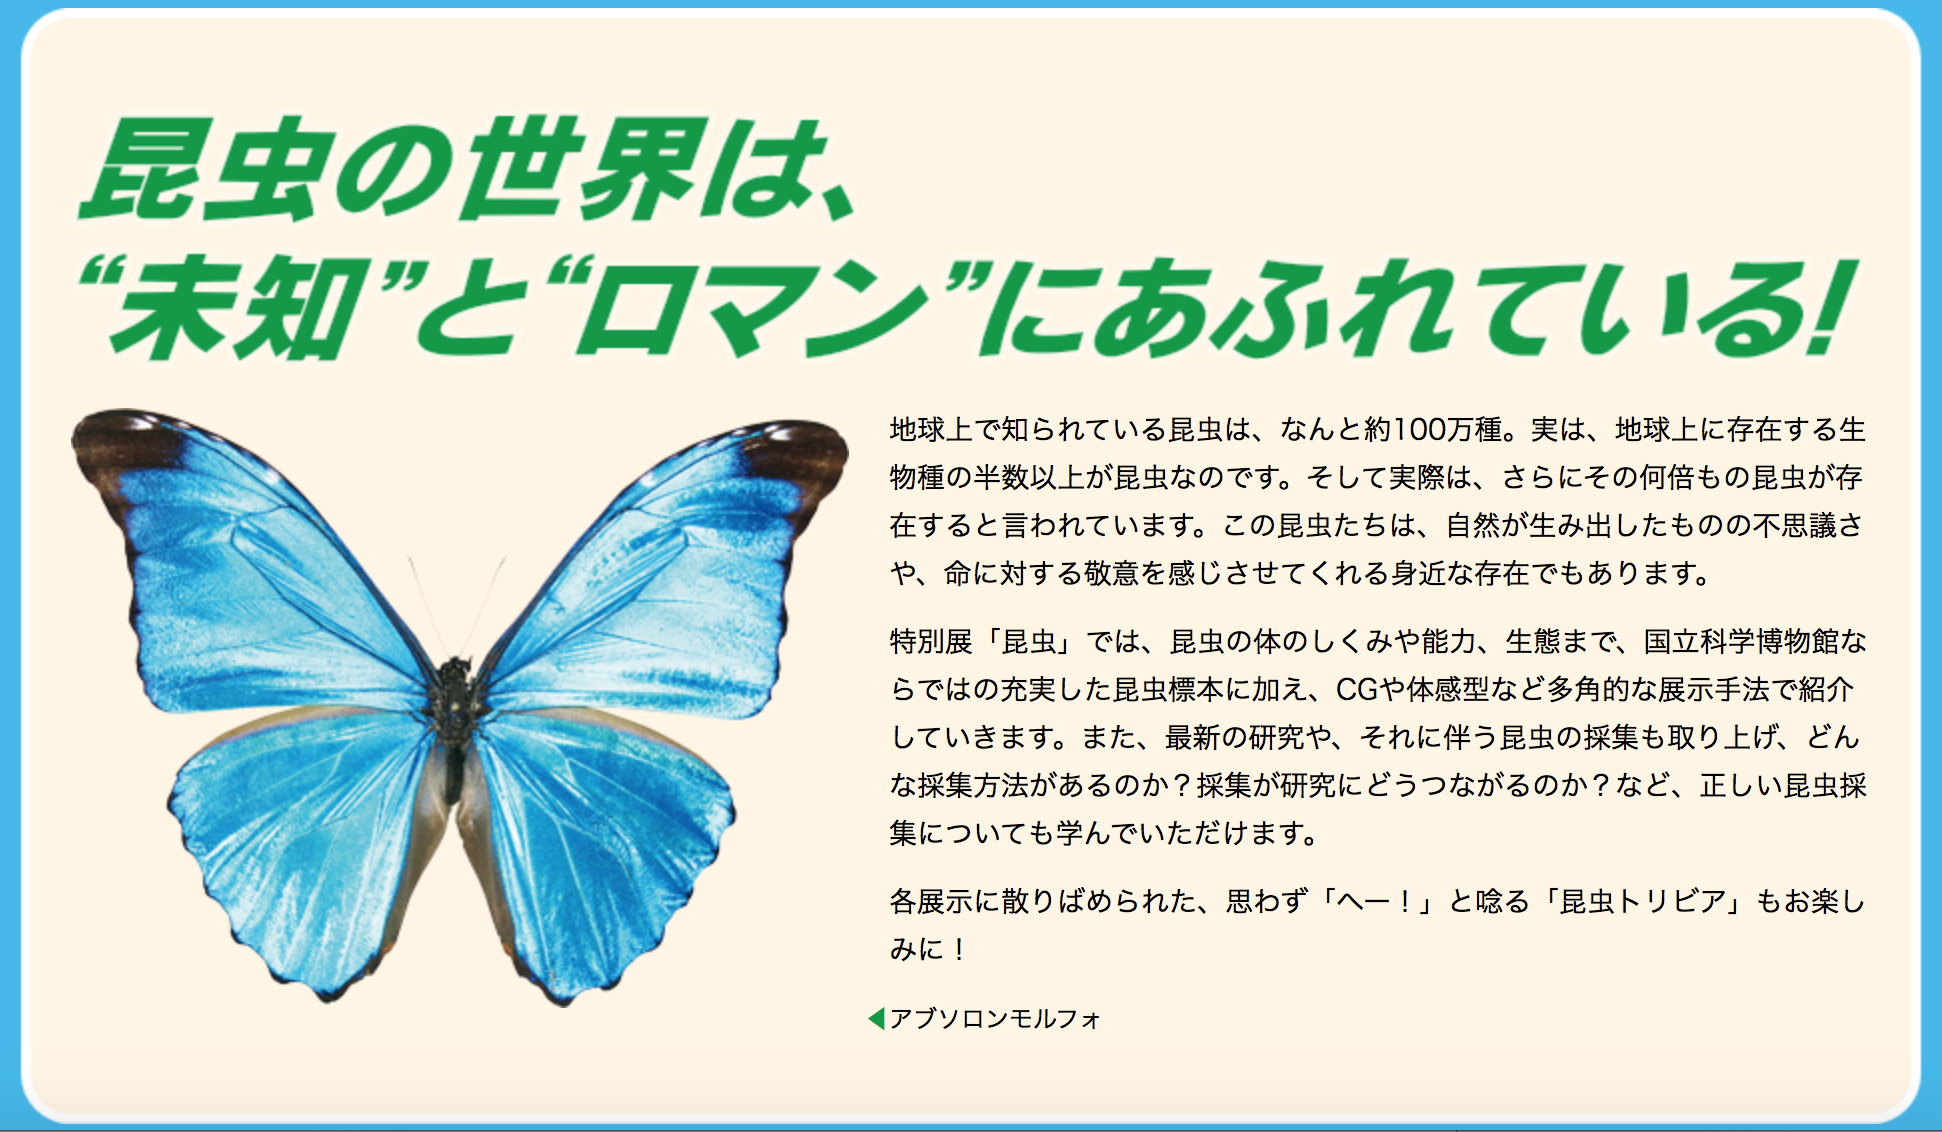 昆虫の世界は、
“未知”と“ロマン”にあふれている!
地球上で知られている昆虫は、なんと約100万種。実は、地球上に存在する生
物種の半数以上が昆虫なのです。そして実際は、さらにその何倍もの昆虫が存
在すると言われています。この昆虫たちは、自然が生み出したものの不思議さ
や、命に対する敬意を感じさせてくれる身近な存在でもあります。
特別展「昆虫」では、昆虫の体のしくみや能力、生態まで、国立科学博物館な
らではの充実した昆虫標本に加え、CGや体感型など多角的な展示手法で紹介
していきます。また、最新の研究や、それに伴う昆虫の採集も取り上げ、どん
な採集方法があるのか？採集が研究にどうつながるのか？など、正しい昆虫採
集についても学んでいただけます。
各展示に散りばめられた、思わず「へー！」と唸る「昆虫トリビア」もお楽し
みに！
◀アブソロンモルフォ